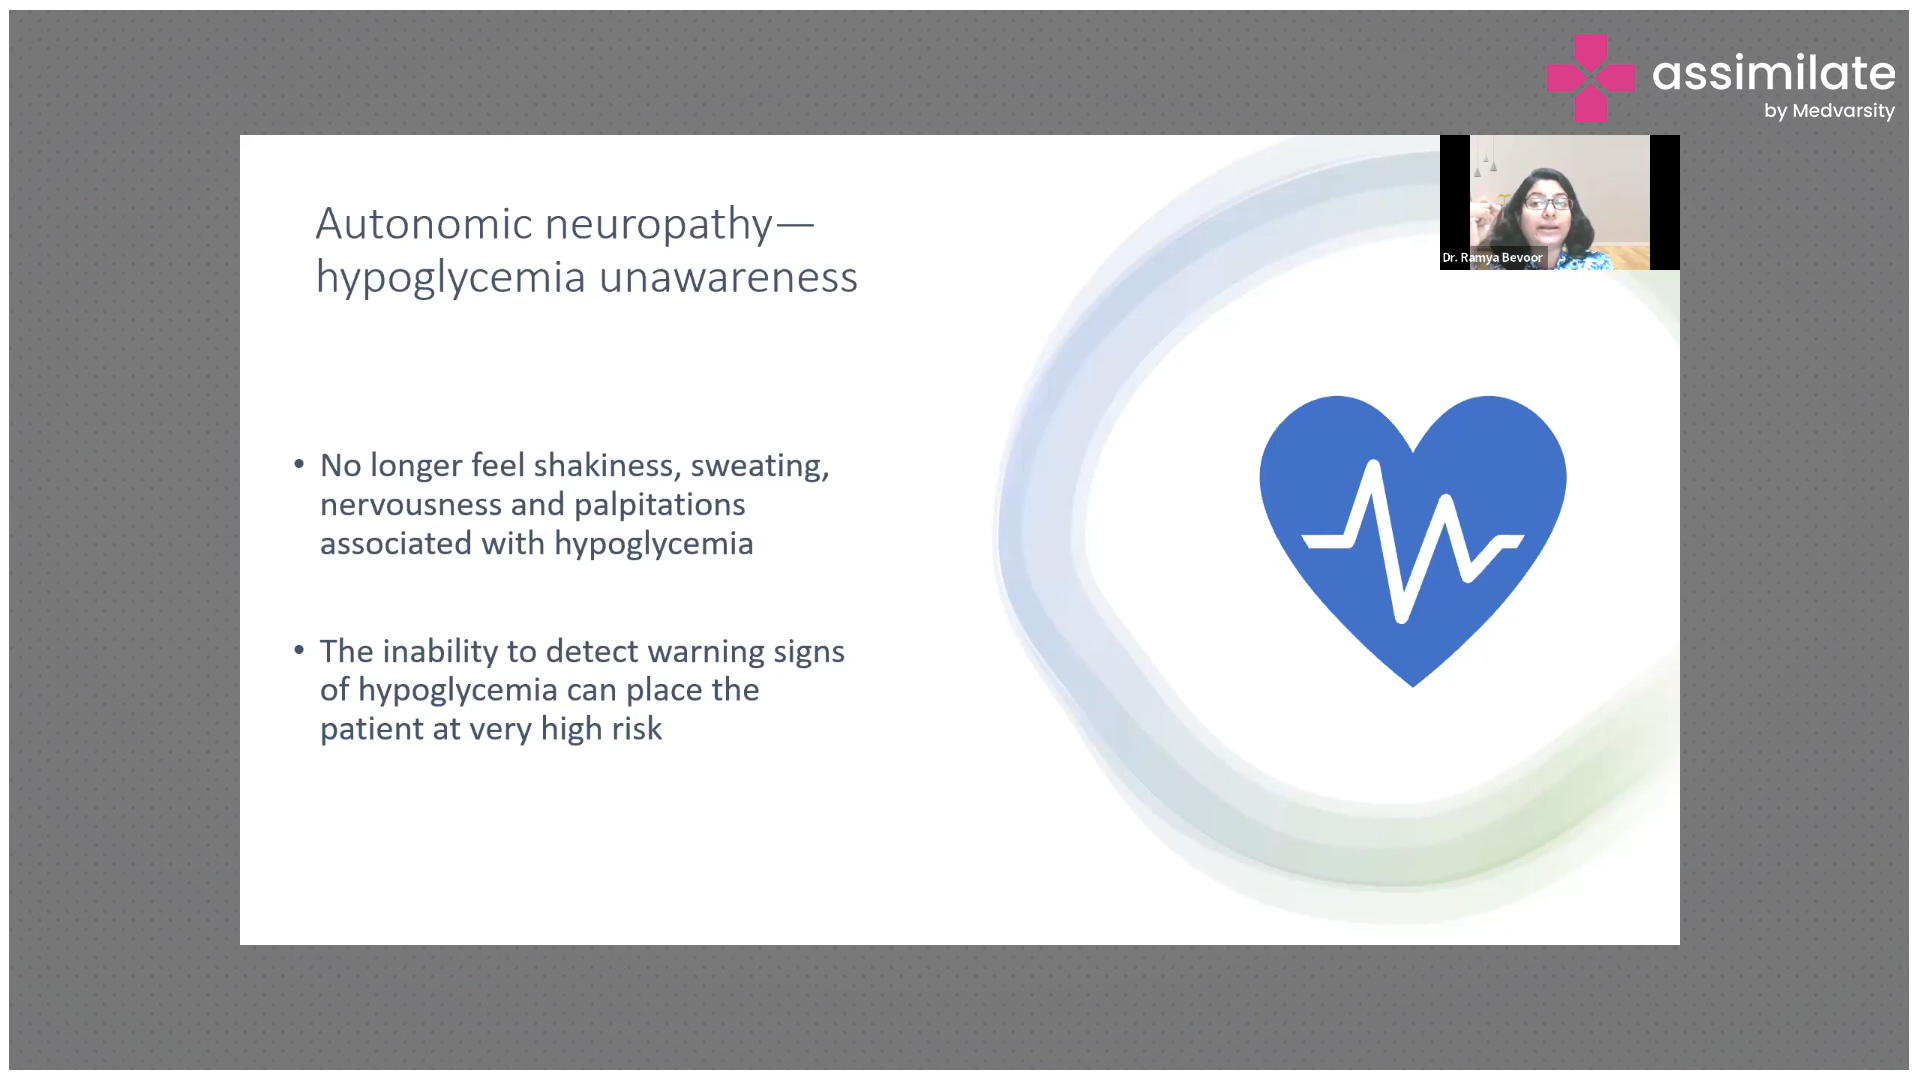 assimilate
by Medvarsity
Dr. Ramya Bevoor
Autonomic neuropathy—
hypoglycemia unawareness
• No longer feel shakiness, sweating,
nervousness and palpitations
associated with hypoglycemia
• The inability to detect warning signs
of hypoglycemia can place the
patient at very high risk